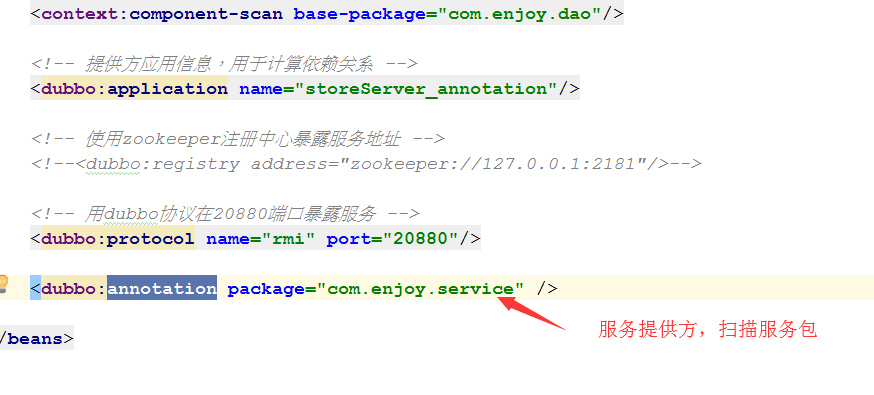 <context:component-scan base-package="com.enjoy.dao"/>
<!-- 提供方应用信息，用于计算依赖关系 -->
<dubbo:application name="storeServer_annotation"/>
<!-- 使用zookeeper注册中心暴露服务地址 -->
<!--<dubbo:registry address="zookeeper://127.0.0.1:2181"/>-->
<!-- 用dubbo协议在20880端口暴露服务 -->
<dubbo:protocol name="rmi" port="20880"/>
<dubbo:annotation package="com.enjoy.service" />
服务提供方，扫描服务包
/beans>